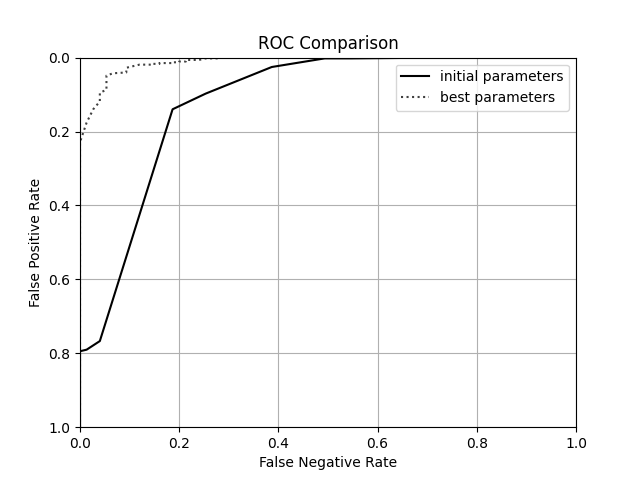 ROC Comparison
initial parameters
best parameters
False Positive Rate
0.0
0.2
0.4
0.6
0.8
1.0
0.0 0.2 0.4 0.6 0.8 1.0
False Negative Rate